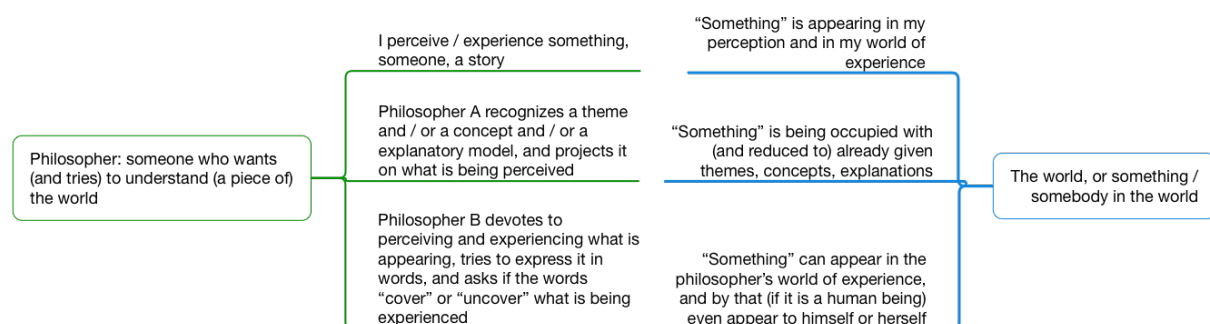 Philosopher: someone who wants
(and tries) to understand (a piece of)
the world
I perceive / experience something,
someone, a story
Philosopher A recognizes a theme
and / or a concept and / or a
explanatory model, and projects it
on what is being perceived
Philosopher B devotes to
perceiving and experiencing what is
appearing, tries to express it in
words, and asks if the words
“cover” or “uncover” what is being
experienced
“Something” is appearing in my
perception and in my world of
experience
“Something” is being occupied with
(and reduced to) already given
themes, concepts, explanations
“Something” can appear in the
philosopher’s world of experience,
and by that (if it is a human being)
even appear to himself or herself
The world, or something /
somebody in the world